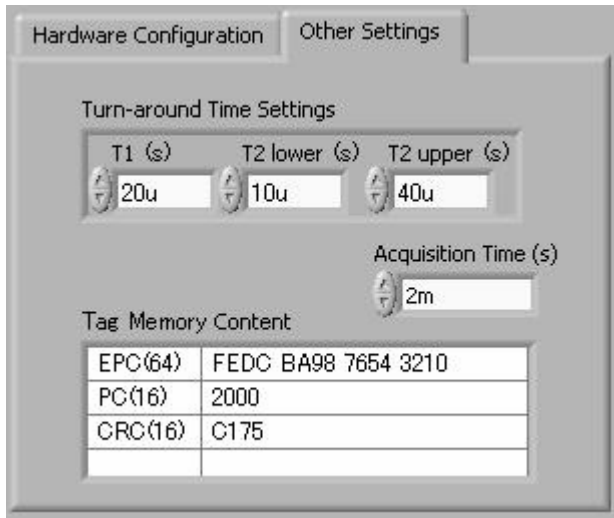 Hardware Configuration Other Settings
Turn-around Time Settings
T1 (s) T2 lower (s) T2 upper (s)
20u 10u 40u
Acquisition Time (s)
2m
Tag Memory Content
EPC(64) FEDC BA98 7654 3210
PC(16) 2000
CRC(16) C175